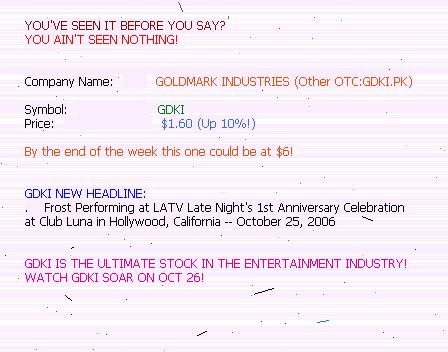 YOU'VE SEEN IT BEFORE YOU SAY?
YOU AIN'T SEEN NOTHING!
Company Name: GOLDMARK INDUSTRIES (Other OTC:GDKI.PK)
Symbol: GDKI
Price: $1.60 (Up 10%!)
By the end of the week this one could be at $6!
GDKI NEW HEADLINE:
. Frost Performing at LATV Late Night's 1st Anniversary Celebration
at Club Luna in Hollywood, California -- October 25, 2006
GDKI IS THE ULTIMATE STOCK IN THE ENTERTAINMENT INDUSTRY!
WATCH GDKI SOAR ON OCT 26!